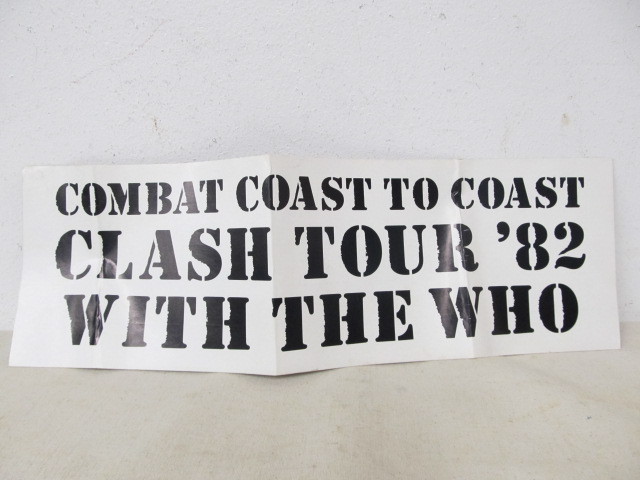 COMBAT COAST TO COAST
CLASH TOUR '82
WITH THE WHO